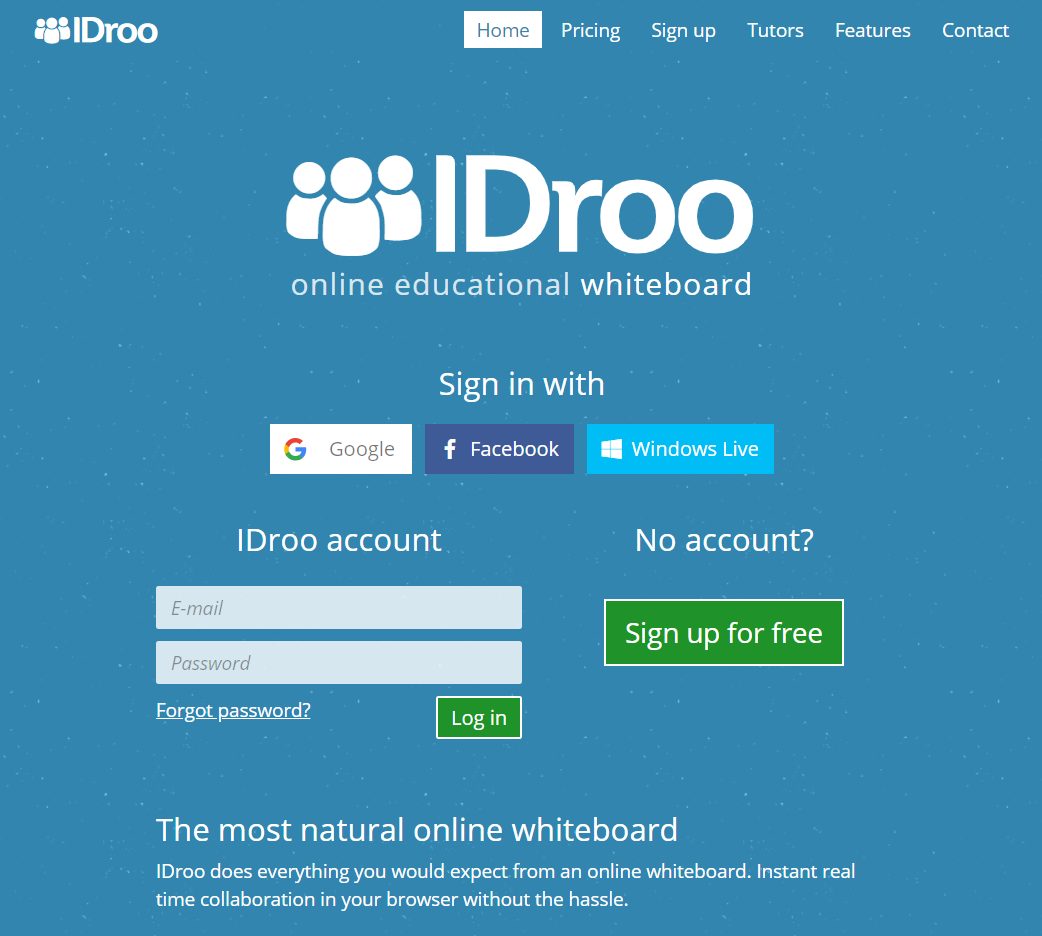 IDroo
Home Pricing Sign up Tutors Features Contact
IDroo
online educational whiteboard
Sign in with
Google Facebook Windows Live
IDroo account
E-mail
Password
Forgot password?
Log in
No account?
Sign up for free
The most natural online whiteboard
IDroo does everything you would expect from an online whiteboard. Instant real
time collaboration in your browser without the hassle.